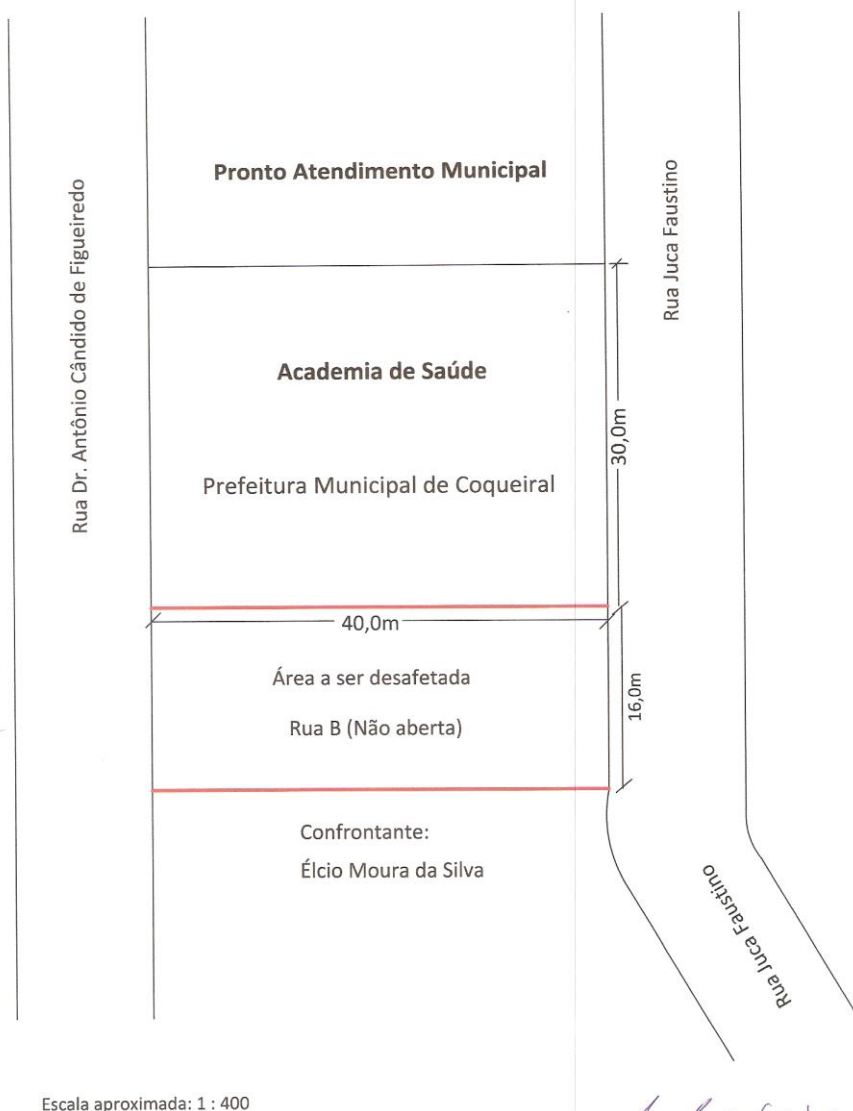 Rua Dr. Antônio Cândido de Figueiredo
Pronto Atendimento Municipal
Rua Juca Faustino
Academia de Saúde
30,0m
Prefeitura Municipal de Coqueiral
40,0m
Área a ser desafetada
16,0m
Rua B (Não aberta)
Confrontante:
Élcio Moura da Silva
Rua Juca Faustino
Escala aproximada: 1 : 400